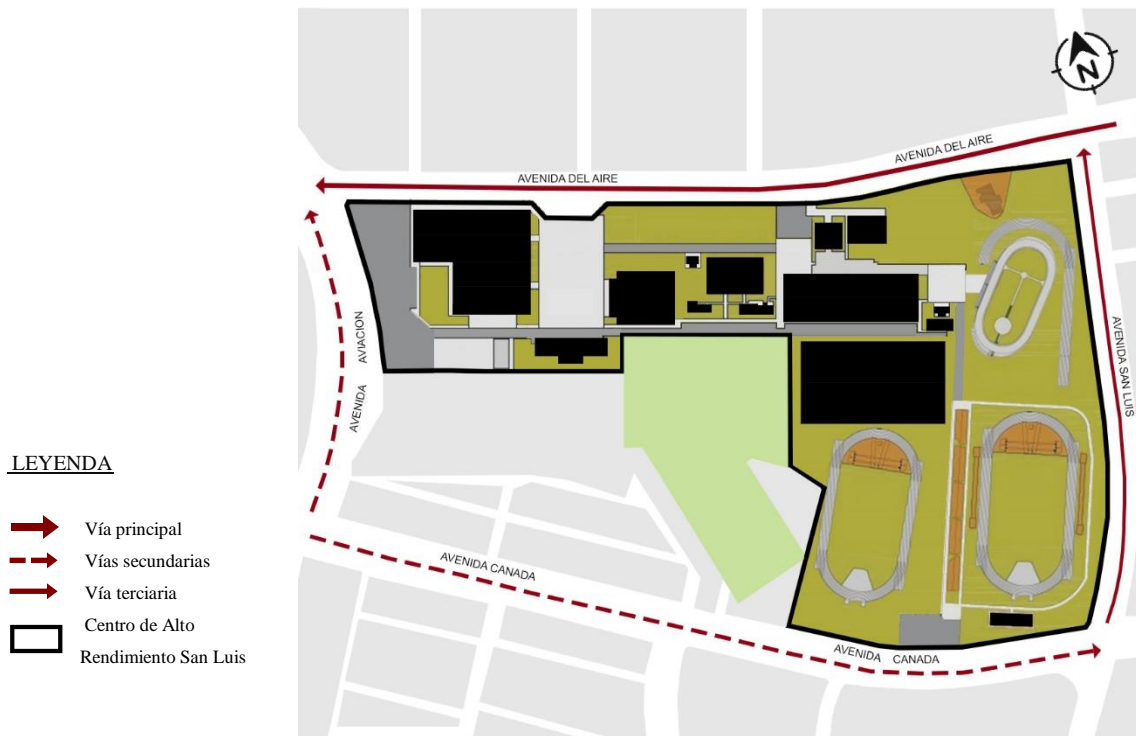 N
AVENIDA DEL AIRE
AVENIDA DEL AIRE
AVENIDA AVIACION
AVENIDA SAN LUIS
AVENIDA CANADA
AVENIDA CANADA
LEYENDA
Vía principal
Vías secundarias
Vía terciaria
Centro de Alto
Rendimiento San Luis